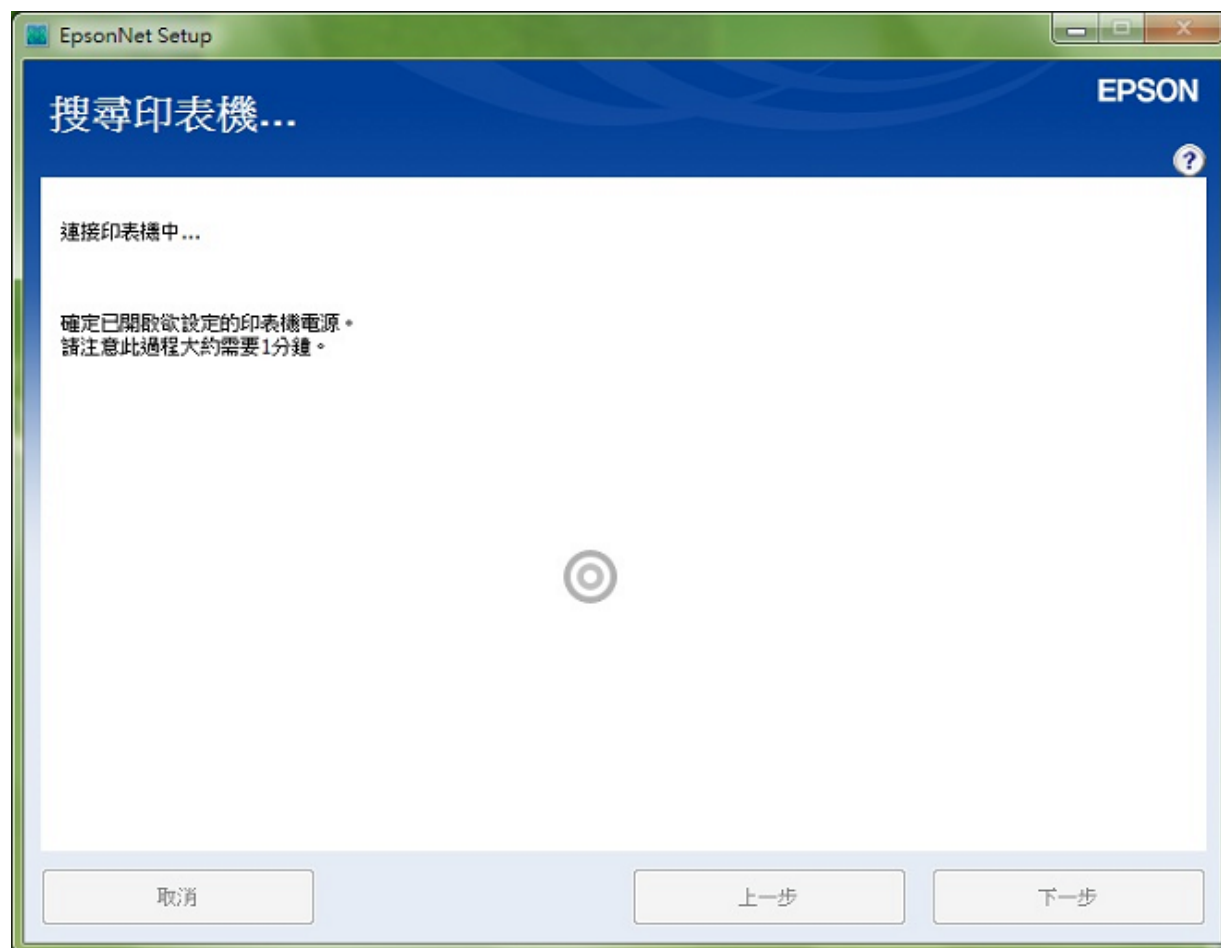 EpsonNet Setup
搜尋印表機...
EPSON
?
連接印表機中...
確定已開啟欲設定的印表機電源。
請注意此過程大約需要1分鐘。
取消
上一步
下一步